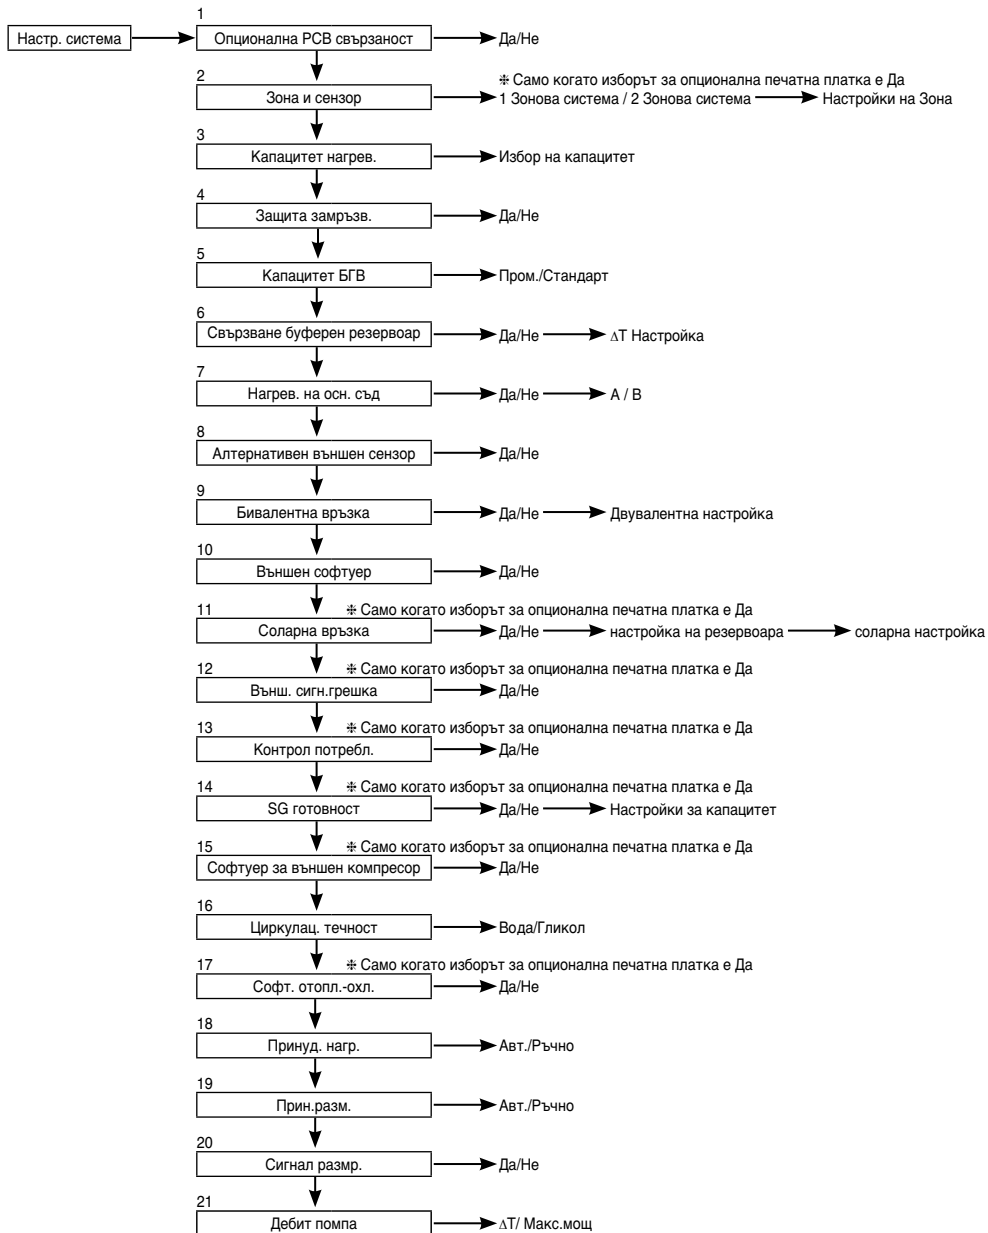 1
Настр. система
Опционална PCB свързаност
Да/Не
2
❉ Само когато изборът за опционална печатна платка е Да
Зона и сензор
1 Зонова система / 2 Зонова система
Настройки на Зона
3
Капацитет нагрев.
Избор на капацитет
4
Защита замръзв.
Да/Не
5
Капацитет БГВ
Пром./Стандарт
6
Свързване буферен резервоар
Да/Не
∆T Настройка
7
Нагрев. на осн. съд
Да/Не
A / B
8
Алтернативен външен сензор
Да/Не
9
Бивалентна връзка
Да/Не
Двувалентна настройка
10
Външен софтуер
Да/Не
11
❉ Само когато изборът за опционална печатна платка е Да
Соларна връзка
Да/Не
настройка на резервоара
соларна настройка
12
❉ Само когато изборът за опционална печатна платка е Да
Външ. сигн.грешка
Да/Не
13
❉ Само когато изборът за опционална печатна платка е Да
Контрол потребл.
Да/Не
14
❉ Само когато изборът за опционална печатна платка е Да
SG готовност
Да/Не
Настройки за капацитет
15
❉ Само когато изборът за опционална печатна платка е Да
Софтуер за външен компресор
Да/Не
16
Циркулац. течност
Вода/Гликол
17
❉ Само когато изборът за опционална печатна платка е Да
Софт. отопл.-охл.
Да/Не
18
Принуд. нагр.
Авт./Ръчно
19
Прин.разм.
Авт./Ръчно
20
Сигнал размр.
Да/Не
21
Дебит помпа
∆T/ Макс.мощ